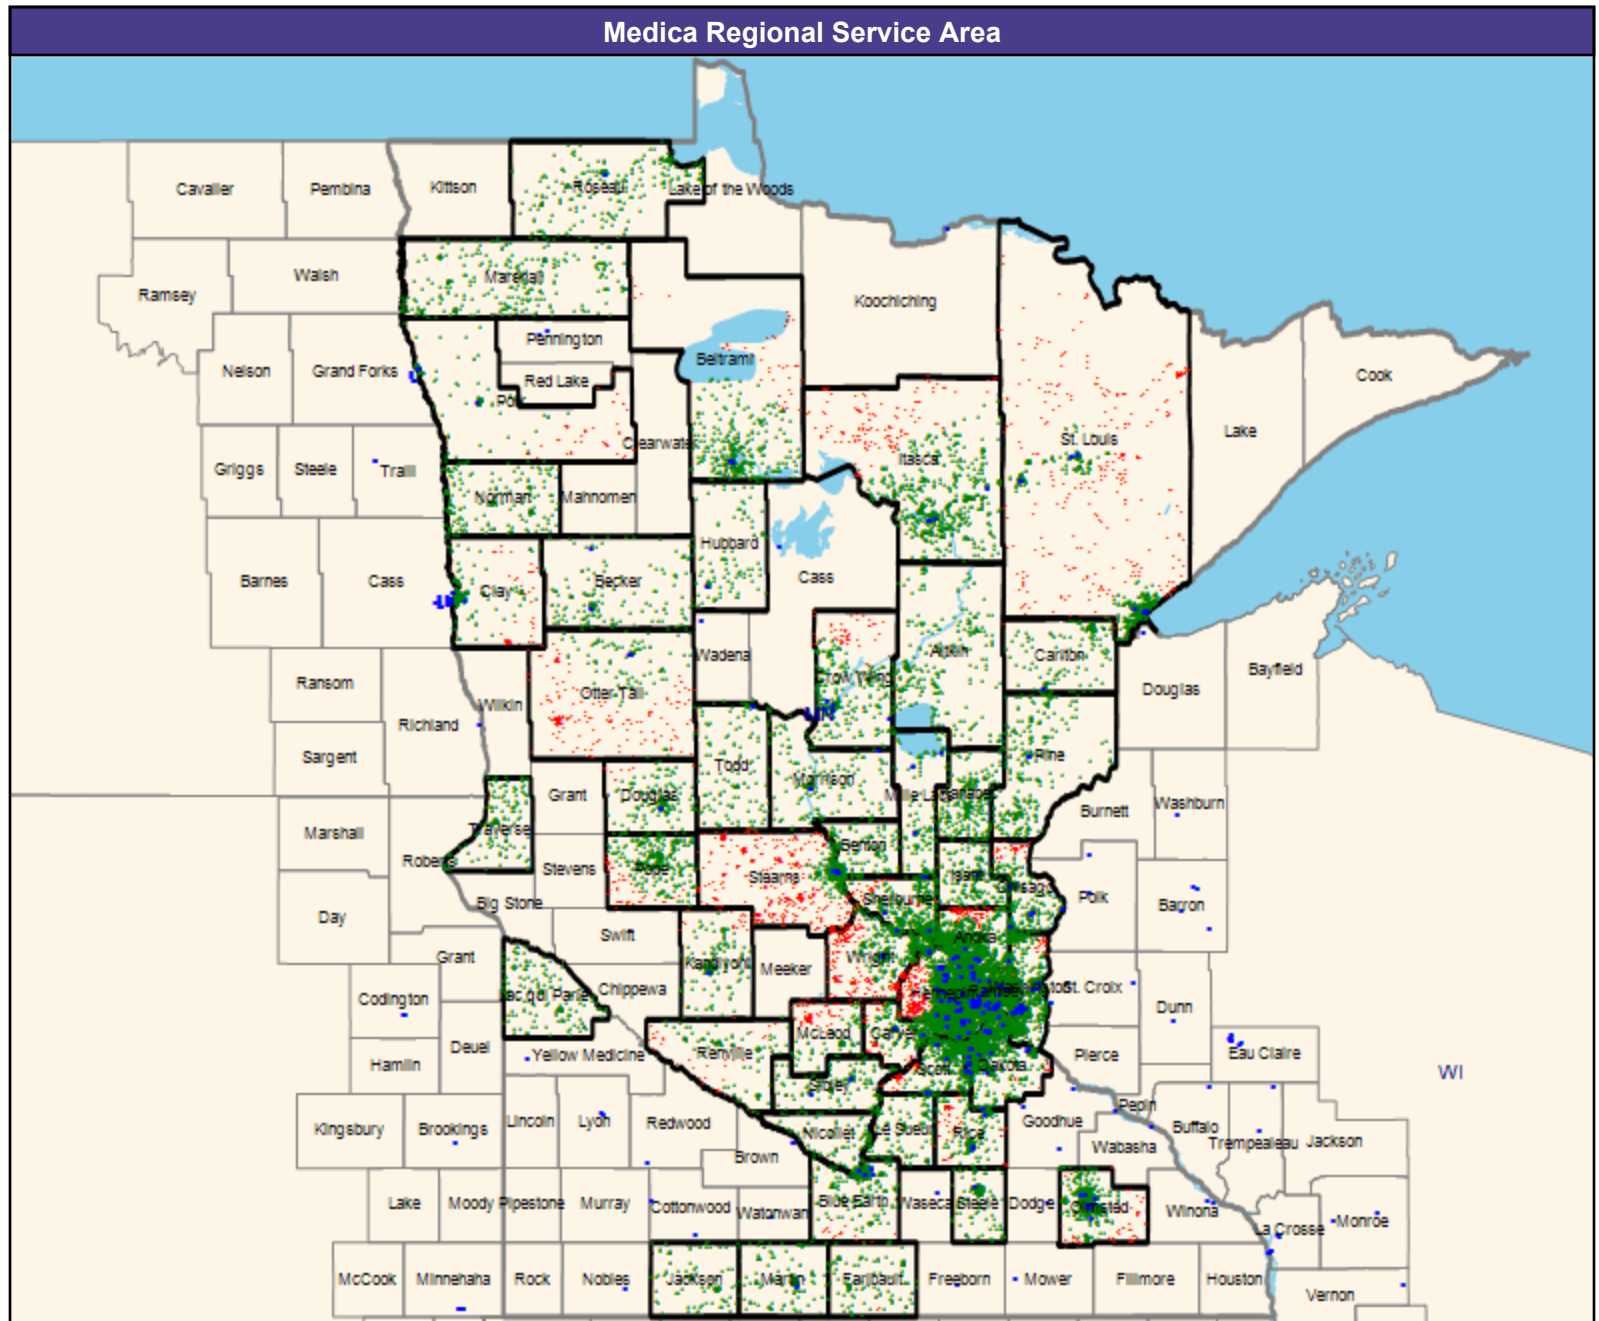 Medica Regional Service Area
Cavalier
Pembina
Kittson
Roseau
Lake of the Woods
Walsh
Ramsey
Marshall
Koochiching
Pennington
Nelson
Grand Forks
Beltrami
Red Lake
Polk
Cook
Clearwater
St. Louis
Lake
Griggs
Steele
Traill
Itasca
Norman
Mahnomen
Hubbard
Barnes
Cass
Clay
Becker
Cass
Wadena
Aitkin
Carlton
Crow Wing
Ransom
Otter Tail
Wilkin
Richland
MN
Douglas
Bayfield
Sargent
Todd
Morrison
Pine
Grant
Douglas
Mille Lacs
Kanabec
Burnett
Washburn
Marshall
Traverse
Roberts
Stevens
Pope
Stearns
Benton
Isanti
Chisago
Sherburne
Polk
Barron
Day
Big Stone
Swift
Anoka
Grant
Kandiyohi
Meeker
Wright
Hennepin
Ramsey
St. Croix
Codington
Lac qui Parle
Chippewa
Dunn
McLeod
Carver
Deuel
Yellow Medicine
Renville
Pierce
Eau Claire
Hamlin
Scott
Dakota
WI
Sibley
Pepin
Kingsbury
Brookings
Lincoln
Lyon
Redwood
Nicollet
Le Sueur
Rice
Goodhue
Buffalo
Trempealeau
Jackson
Wabasha
Brown
Lake
Moody
Pipestone
Murray
Cottonwood
Watonwan
Blue Earth
Waseca
Steele
Dodge
Olmsted
Winona
La Crosse
Monroe
McCook
Minnehaha
Rock
Nobles
Jackson
Martin
Faribault
Freeborn
Mower
Fillmore
Houston
Vernon